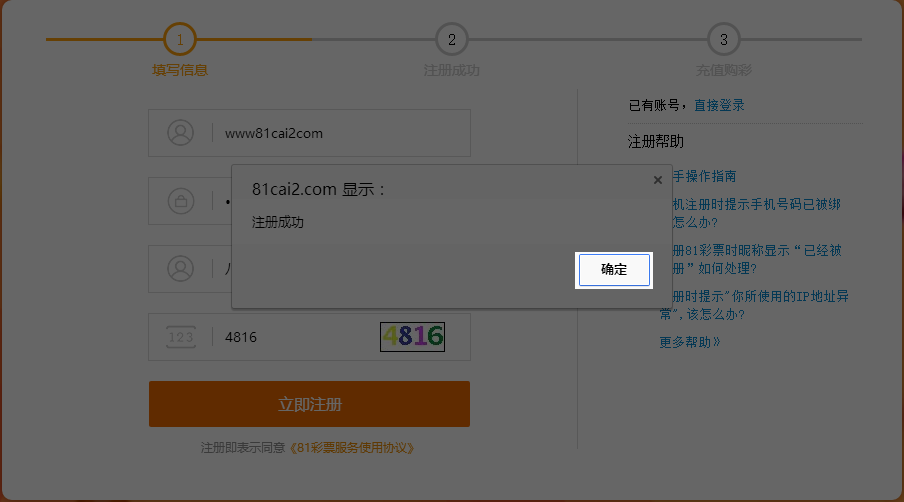 1
2
3
填写信息
注册成功
充值购彩
www81cai2com
81cai2.com 显示：
注册成功
确定
123
4816
4816
立即注册
注册即表示同意《81彩票服务使用协议》
已有账号，直接登录
注册帮助
手操作指南
机注册时提示手机号码已被绑
怎么办?
册81彩票时昵称显示“已经被
册”如何处理?
册时提示"你所使用的IP地址异
常",该怎么办?
更多帮助》